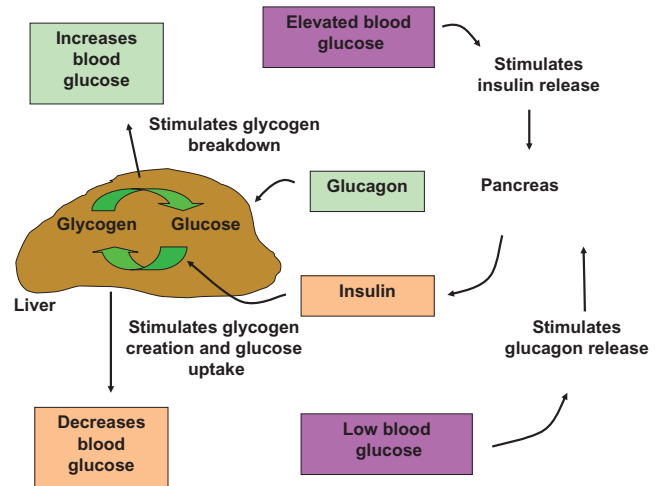 Increases
blood
glucose
Elevated blood
glucose
Stimulates
insulin release
Stimulates glycogen
breakdown
Glucagon
Pancreas
Glycogen
Glucose
Liver
Insulin
Stimulates glycogen
creation and glucose
uptake
Stimulates
glucagon release
Decreases
blood
glucose
Low blood
glucose